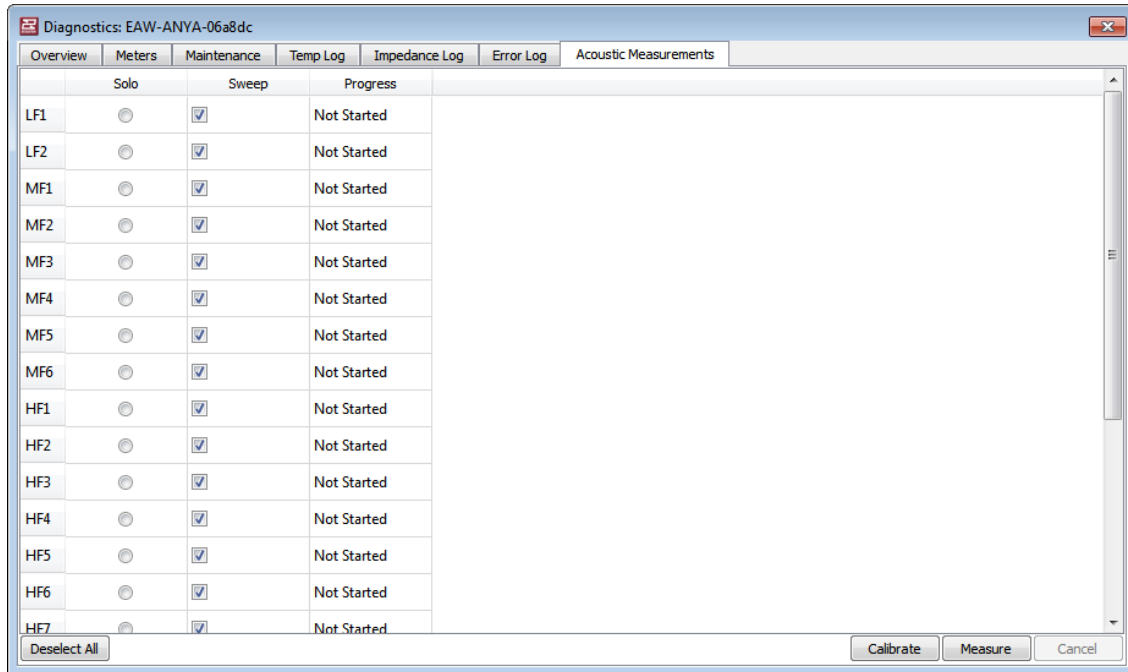 Diagnostics: EAW-ANYA-06a8dc
Overview Meters Maintenance Temp Log Impedance Log Error Log Acoustic Measurements
Solo Sweep Progress
LF1 Not Started
LF2 Not Started
MF1 Not Started
MF2 Not Started
MF3 Not Started
MF4 Not Started
MF5 Not Started
MF6 Not Started
HF1 Not Started
HF2 Not Started
HF3 Not Started
HF4 Not Started
HF5 Not Started
HF6 Not Started
HF7 Not Started
Deselect All Calibrate Measure Cancel